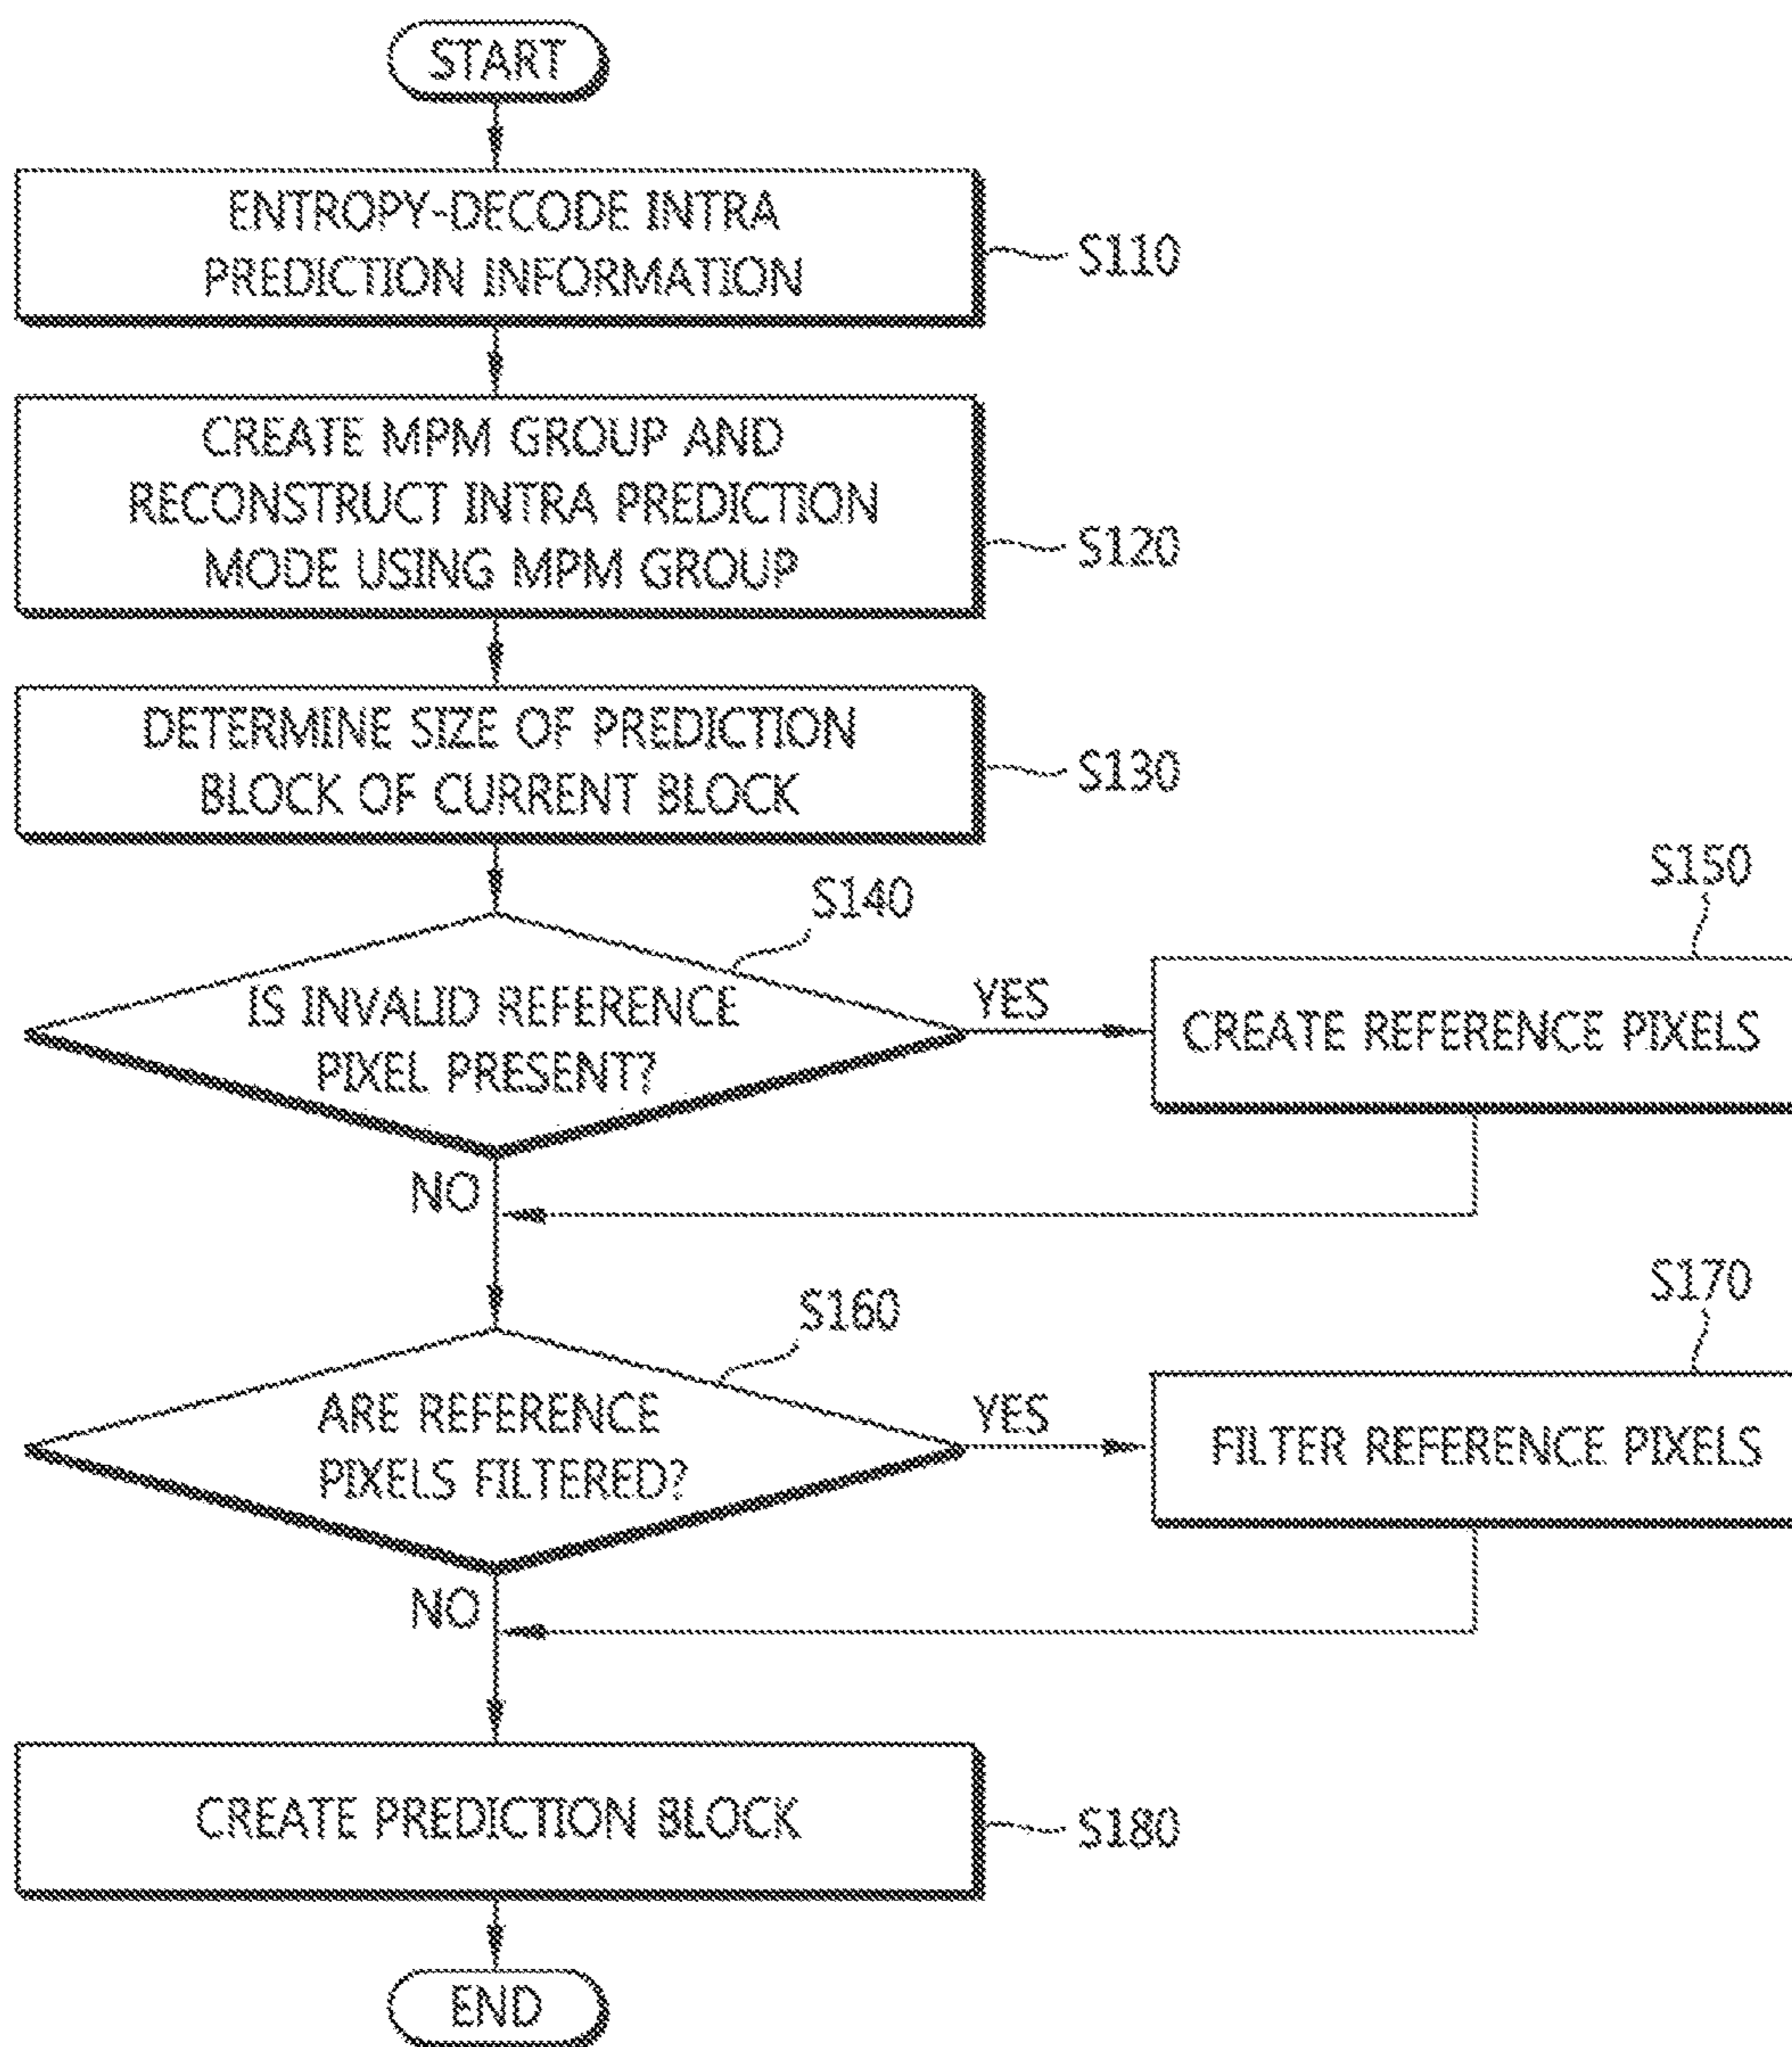 START
ENTROPY-DECODE INTRA
PREDICTION INFORMATION
S110
CREATE MPM GROUP AND
RECONSTRUCT INTRA PREDICTION
MODE USING MPM GROUP
S120
DETERMINE SIZE OF PREDICTION
BLOCK OF CURRENT BLOCK
S130
S140
IS INVALID REFERENCE
PIXEL PRESENT?
YES
S150
CREATE REFERENCE PIXELS
NO
S160
ARE REFERENCE
PIXELS FILTERED?
YES
S170
FILTER REFERENCE PIXELS
NO
CREATE PREDICTION BLOCK
S180
END